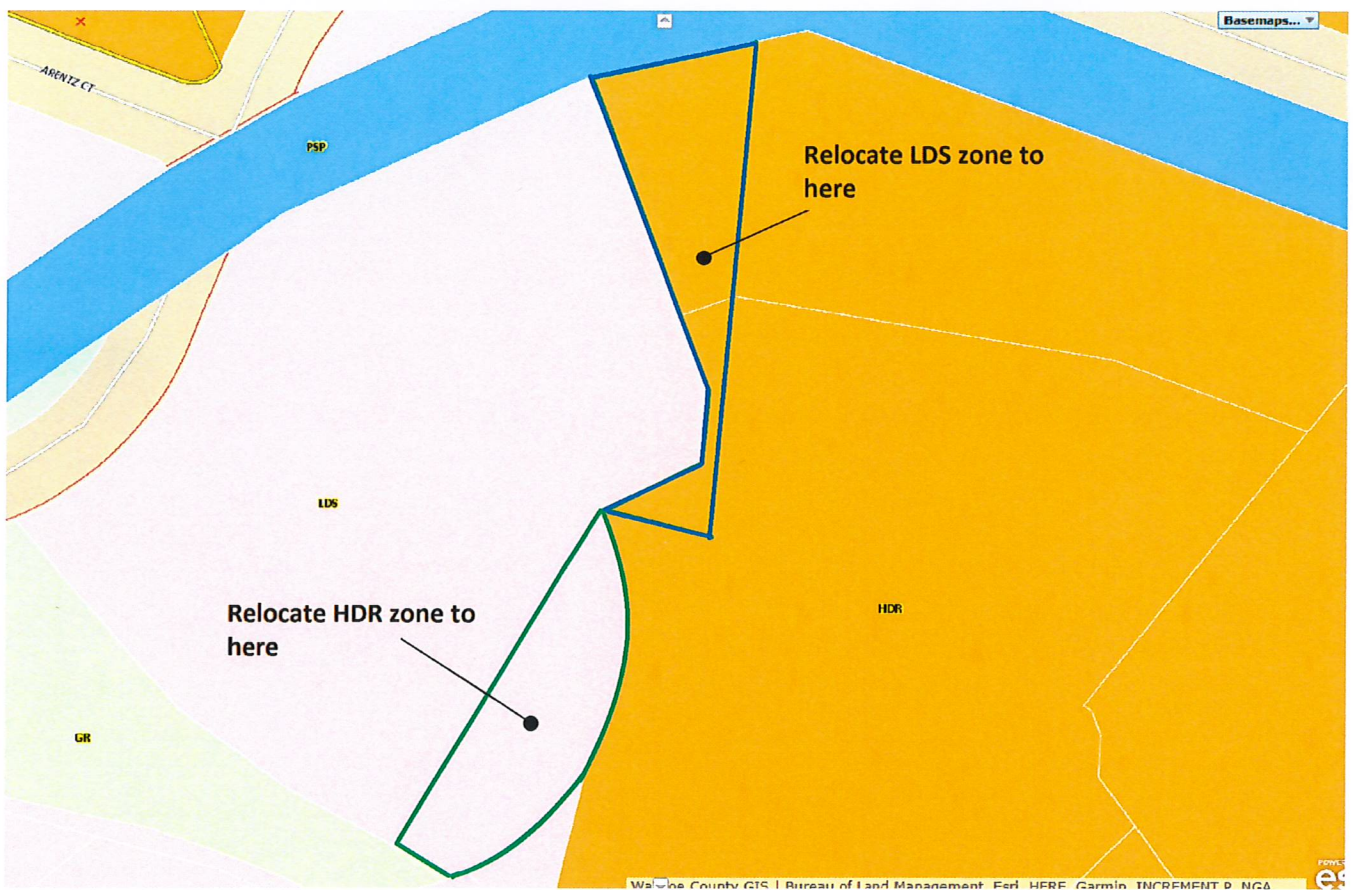 Basemaps...
ARENTZ CT
PSP
Relocate LDS zone to
here
LDS
Relocate HDR zone to
here
HDR
GR
County GIS | Bureau of Land Management, Esri, HERE, Garmin, INCREMENT P, NGA,
es